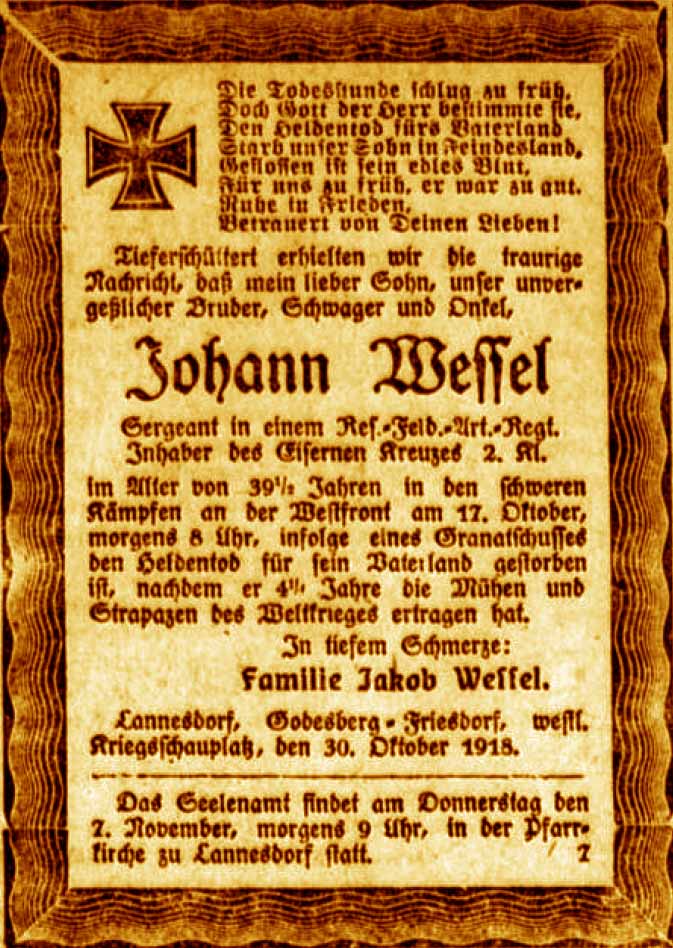 Die Todesstunde schlug zu früh,
Doch Gott der Herr bestimmte sie,
Den Heldentod fürs Vaterland
Starb unser Sohn in Feindesland.
Geflossen ist sein edles Blut,
Für uns zu früh, er war zu gut.
Ruhe in Frieden,
Betrauert von Deinen Lieben!
Tieferschüttert erhielten wir die traurige
Nachricht, daß mein lieber Sohn, unser unver-
geßlicher Bruder, Schwager und Onkel,
Johann Wessel
Sergeant in einem Res.-Feld.-Art.-Regt.
Inhaber des Eisernen Kreuzes 2. Kl.
im Alter von 39½ Jahren in den schweren
Kämpfen an der Westfront am 17. Oktober,
morgens 8 Uhr, infolge eines Granatschusses
den Heldentod für sein Vaterland gestorben
ist, nachdem er Jahre die Mühen und
Strapazen des Weltkrieges ertragen hat.
In tiefem Schmerze:
Familie Jakob Wessel.
Lannesdorf, Godesberg-Friesdorf, westl.
Kriegsschauplatz, den 30. Oktober 1918.
Das Seelenamt findet am Donnerstag den
7. November, morgens 9 Uhr, in der Pfarr-
kirche zu Lannesdorf statt. 7